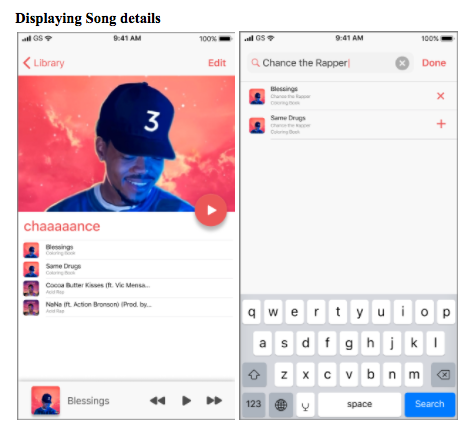 Displaying Song details
GS 9:41 AM 100%
Library Edit
3
chaaaaance
Blessings
Coloring Book
Same Drugs
Coloring Book
Cocoa Butter Kisses (ft. Vic Mensa...
Acid Rap
NaNa (ft. Action Bronson) (Prod. by...
Acid Rap
Blessings
GS 9:41 AM 100%
Chance the Rapper Done
Blessings
Chance the Rapper
Coloring Book
Same Drugs
Chance the Rapper
Coloring Book
q w e r t y u i o p
a s d f g h j k l
z x c v b n m
123 space Search